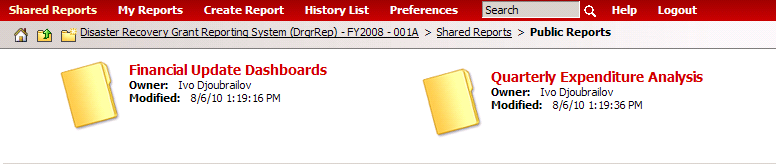 Shared Reports My Reports Create Report History List Preferences Search Help Logout
Disaster Recovery Grant Reporting System (DrgrRep) - FY2008 - 001A > Shared Reports > Public Reports
Financial Update Dashboards
Owner: Ivo Djoubrailov
Modified: 8/6/10 1:19:16 PM
Quarterly Expenditure Analysis
Owner: Ivo Djoubrailov
Modified: 8/6/10 1:19:36 PM